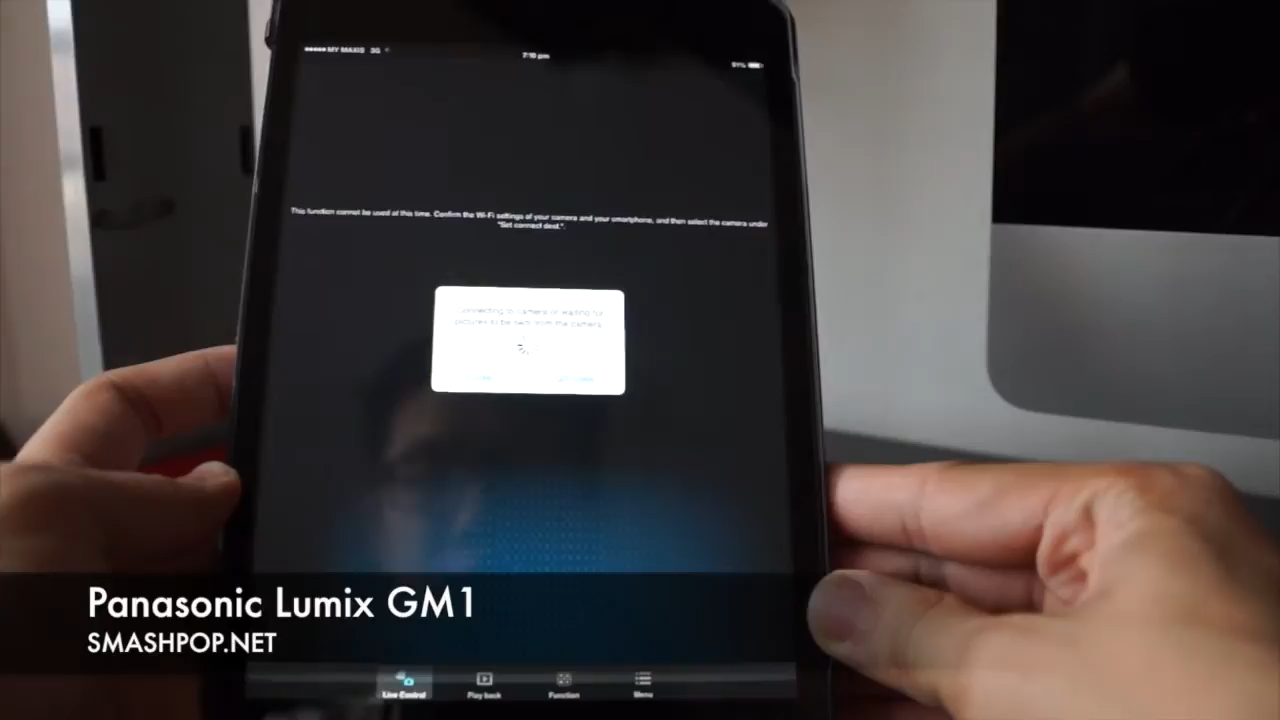 MY MAXIS 3G
7:10 pm
51%
This function cannot be used at this time. Confirm the Wi-Fi settings of your camera and your smartphone, and then select the camera under
"Set connect dest.".
Connecting to camera or waiting for
pictures to be sent from the camera.
Panasonic Lumix GM1
SMASHPOP.NET
Live Control
Play back
Function
Menu